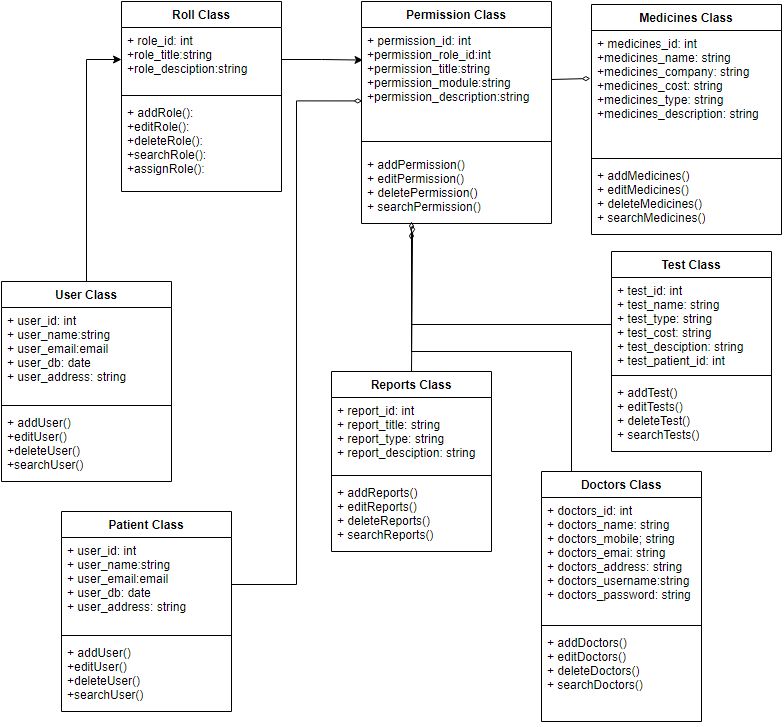 Roll Class
+ role_id: int
+role_title:string
+role_desciption:string
+ addRole():
+editRole():
+deleteRole():
+searchRole():
+assignRole():
Permission Class
+ permission_id: int
+permission_role_id:int
+permission_title:string
+permission_module:string
+permission_description:string
+ addPermission()
+ editPermission()
+ deletePermission()
+ searchPermission()
Medicines Class
+ medicines_id: int
+medicines_name: string
+medicines_company: string
+medicines_cost: string
+medicines_type: string
+medicines_description: string
+ addMedicines()
+ editMedicines()
+ deleteMedicines()
+ searchMedicines()
Test Class
+ test_id: int
+ test_name: string
+ test_type: string
+ test_cost: string
+ test_desciption: string
+ test_patient_id: int
+ addTest()
+ editTests()
+ deleteTest()
+ searchTests()
User Class
+ user_id: int
+ user_name:string
+ user_email:email
+ user_db: date
+ user_address: string
+ addUser()
+editUser()
+deleteUser()
+searchUser()
Reports Class
+ report_id: int
+ report_title: string
+ report_type: string
+ report_desciption: string
+ addReports()
+ editReports()
+ deleteReports()
+ searchReports()
Doctors Class
+ doctors_id: int
+ doctors_name: string
+ doctors_mobile; string
+ doctors_emai: string
+ doctors_address: string
+ doctors_username:string
+ doctors_password: string
+ addDoctors()
+ editDoctors()
+ deleteDoctors()
+ searchDoctors()
Patient Class
+ user_id: int
+ user_name:string
+ user_email:email
+ user_db: date
+ user_address: string
+ addUser()
+editUser()
+deleteUser()
+searchUser()